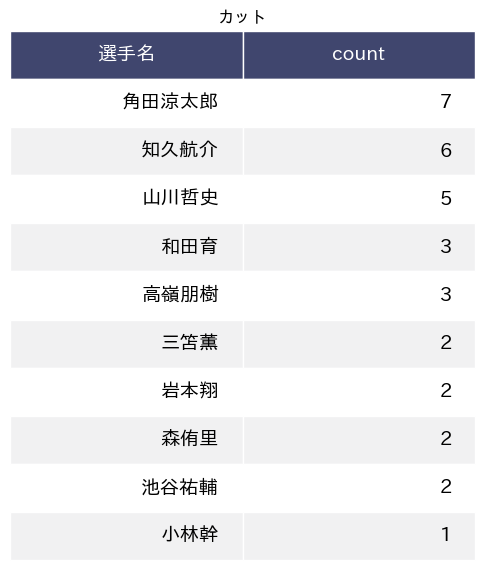 カット
選手名 count
角田涼太郎 7
知久航介 6
山川哲史 5
和田育 3
高嶺朋樹 3
三笘薫 2
岩本翔 2
森侑里 2
池谷祐輔 2
小林幹 1